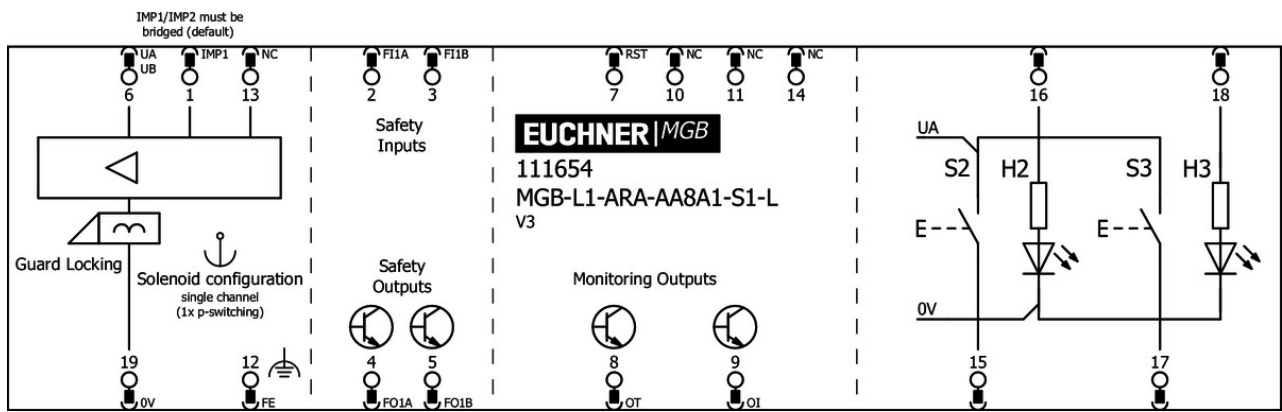 IMP1/IMP2 must be
bridged (default)
UA IMP1 NC FI1A FI1B RST NC NC NC
UB
6 1 13 2 3 7 10 11 14 16 18
Safety
Inputs
EUCHNER MGB
111654
MGB-L1-ARA-AA8A1-S1-L
V3
UA
S2 H2 S3 H3
E E
Guard Locking
Solenoid configuration
single channel
(1x p-switching)
Safety
Outputs
Monitoring Outputs
0V
19 12 4 5 8 9 15 17
0V FE FO1A FO1B OT OI